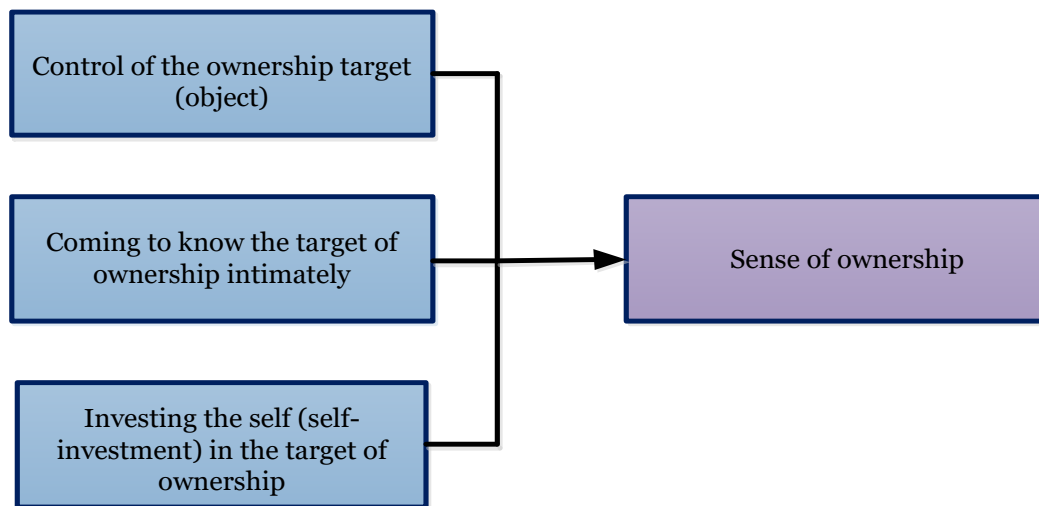 Control of the ownership target
(object)
Coming to know the target of
ownership intimately
Sense of ownership
Investing the self (self-
investment) in the target of
ownership